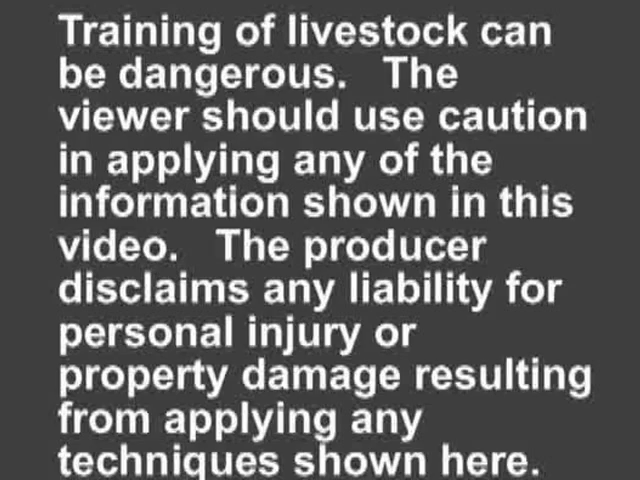 Training of livestock can
be dangerous. The
viewer should use caution
in applying any of the
information shown in this
video. The producer
disclaims any liability for
personal injury or
property damage resulting
from applying any
techniques shown here.